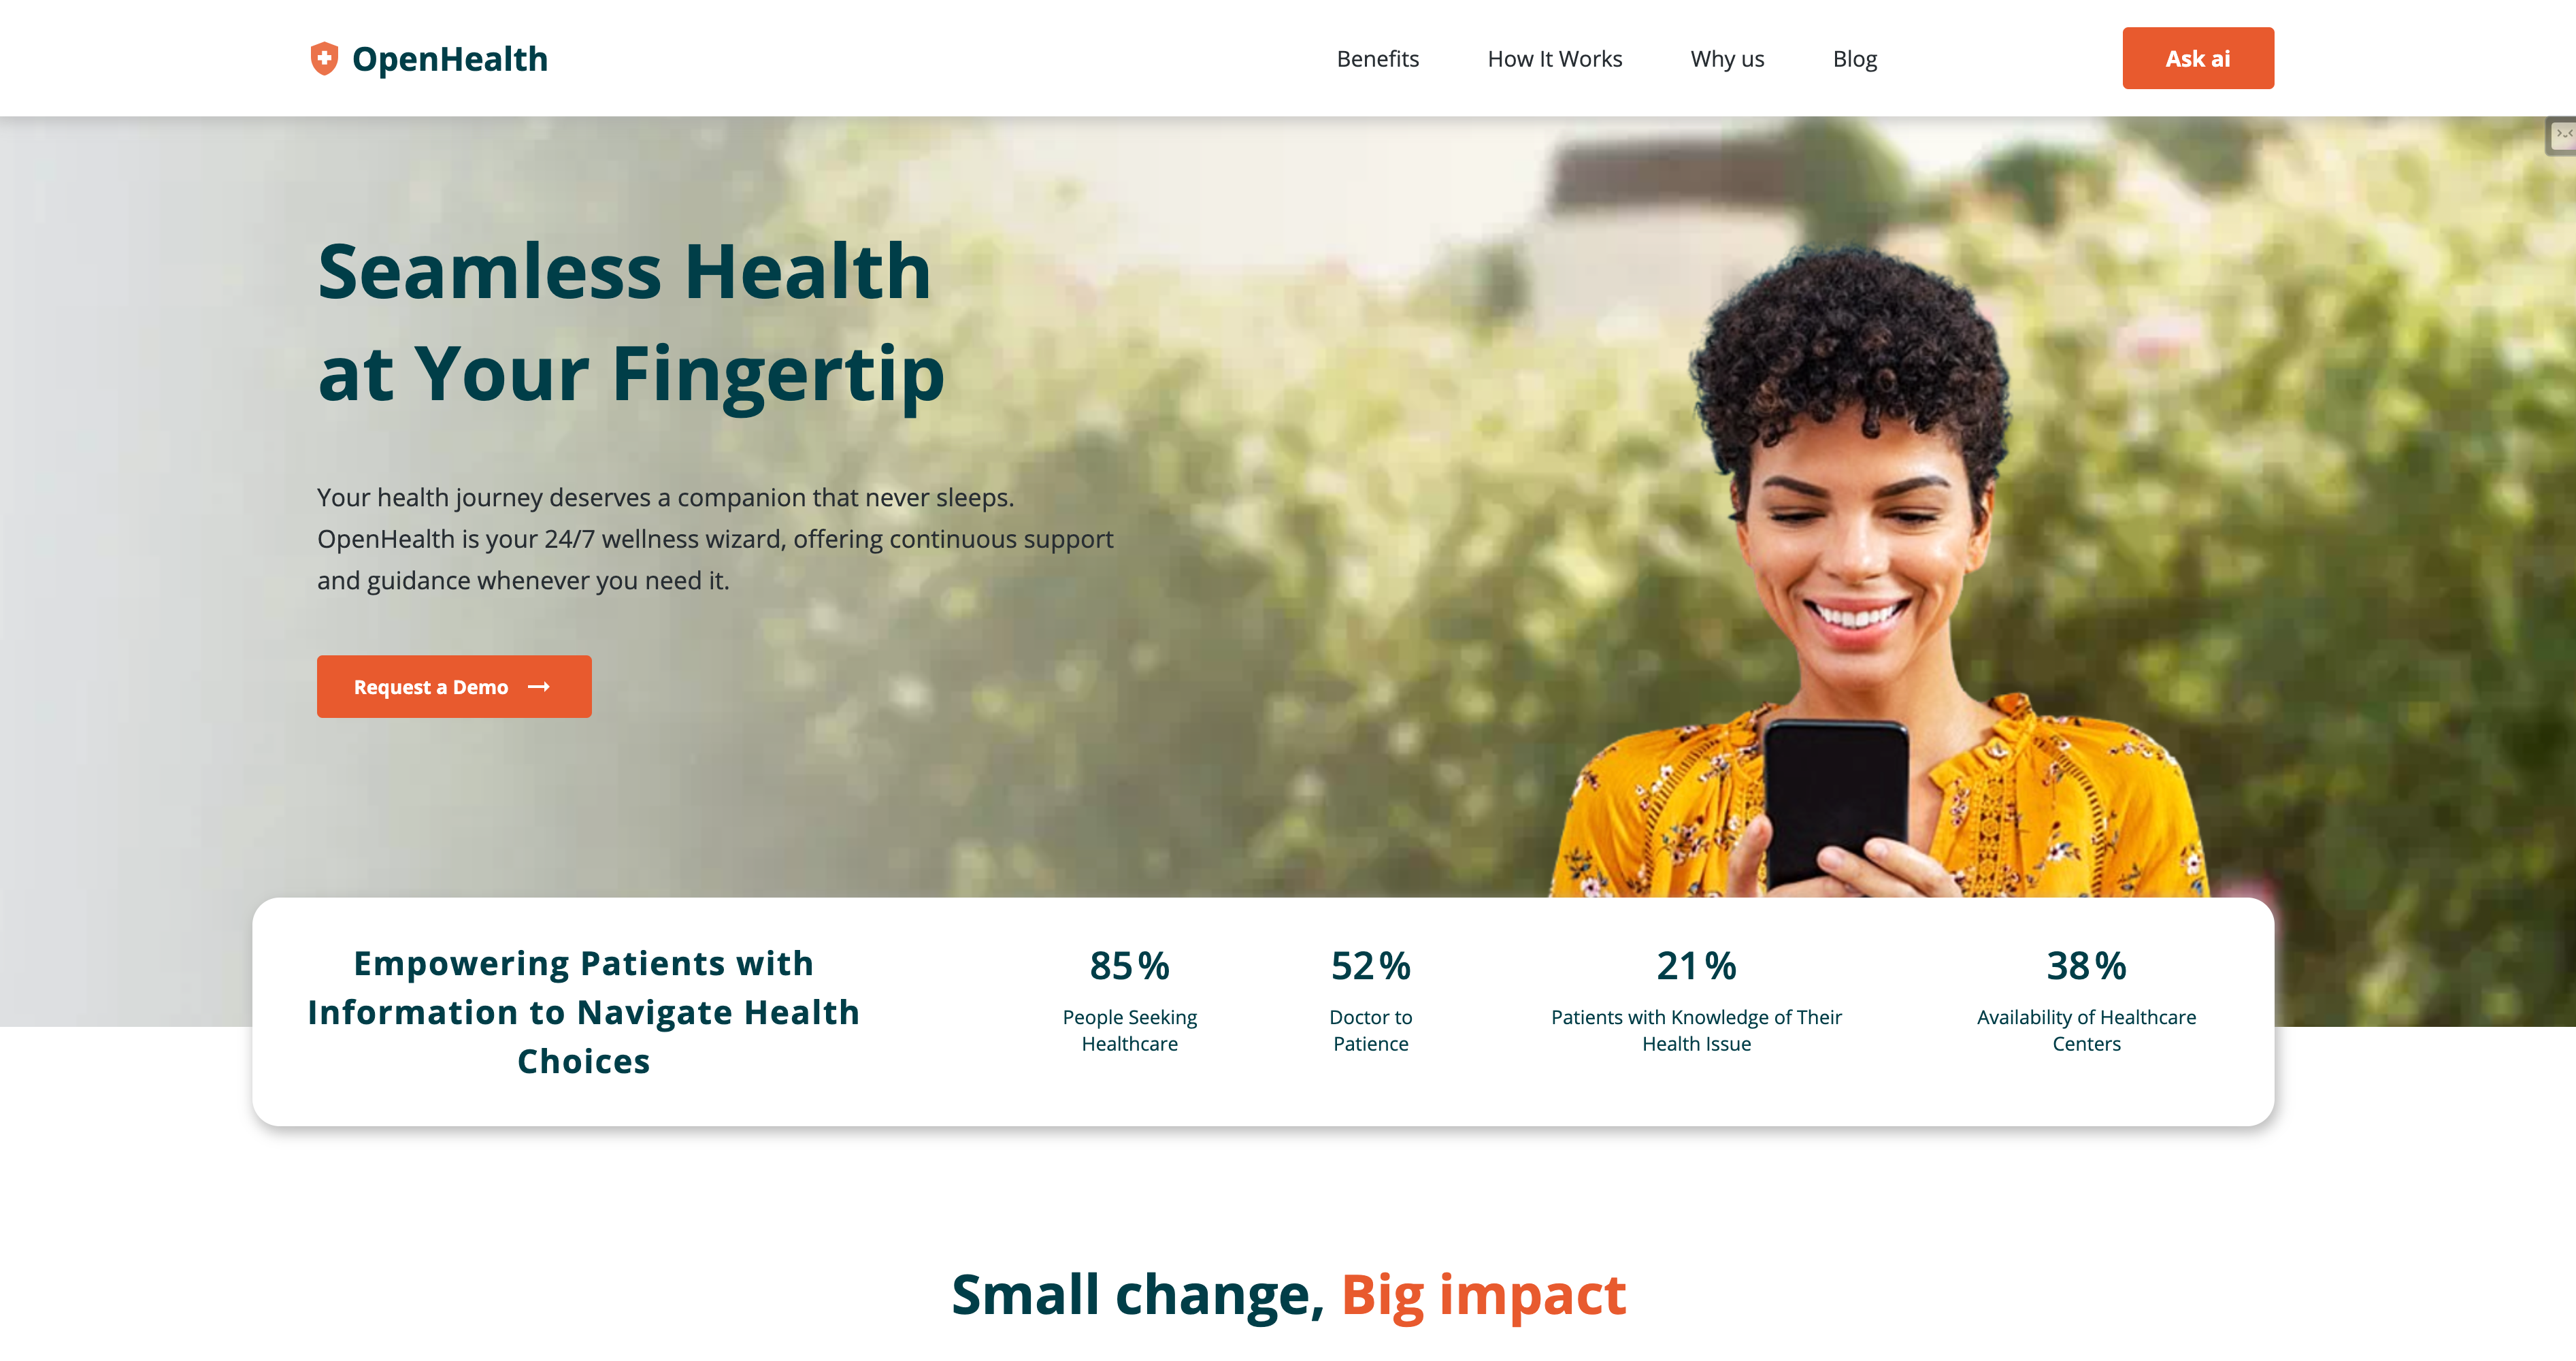 OpenHealth
Benefits
How It Works
Why us
Blog
Ask ai
Seamless Health
at Your Fingertip
Your health journey deserves a companion that never sleeps.
OpenHealth is your 24/7 wellness wizard, offering continuous support
and guidance whenever you need it.
Request a Demo
Empowering Patients with
Information to Navigate Health
Choices
85%
People Seeking
Healthcare
52%
Doctor to
Patience
21%
Patients with Knowledge of Their
Health Issue
38%
Availability of Healthcare
Centers
Small change, Big impact